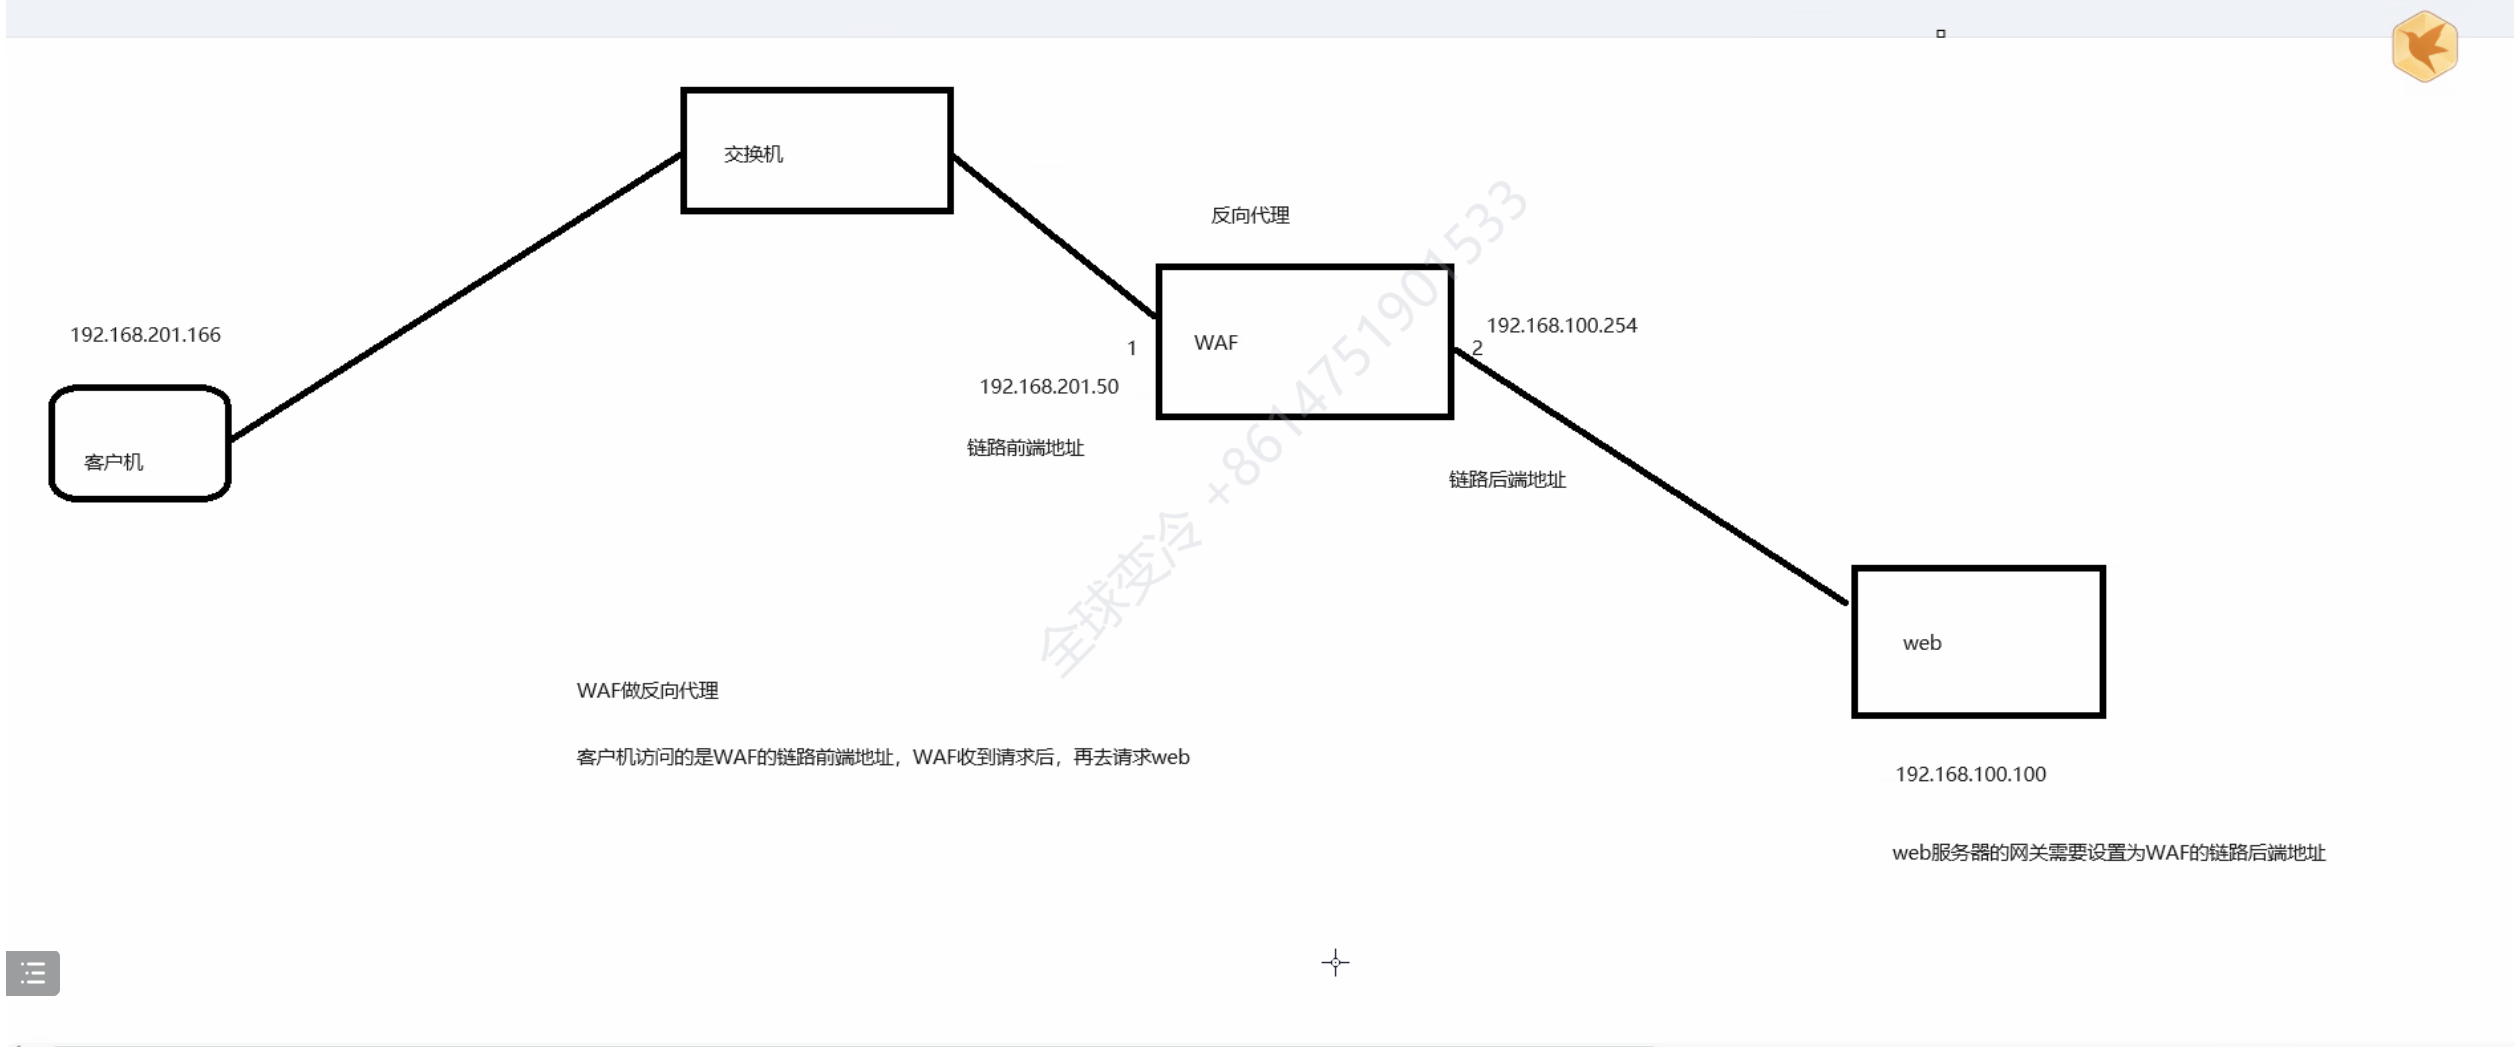 交换机
反向代理
192.168.201.166
192.168.100.254
1
WAF
2
192.168.201.50
链路前端地址
客户机
链路后端地址
全球变冷 +8614751901533
web
WAF做反向代理
客户机访问的是WAF的链路前端地址，WAF收到请求后，再去请求web
192.168.100.100
web服务器的网关需要设置为WAF的链路后端地址